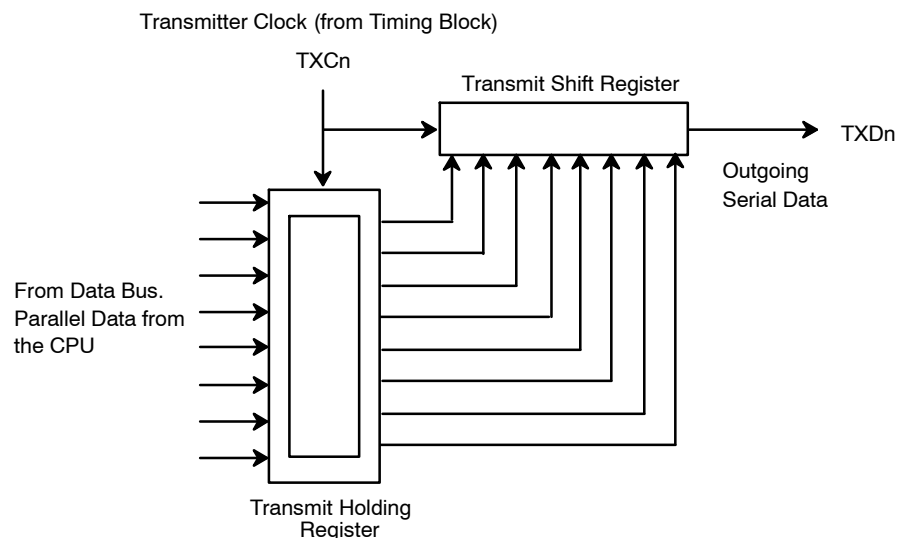 Transmitter Clock (from Timing Block)
TXCn
Transmit Shift Register
TXDn
Outgoing
Serial Data
From Data Bus.
Parallel Data from
the CPU
Transmit Holding
Register